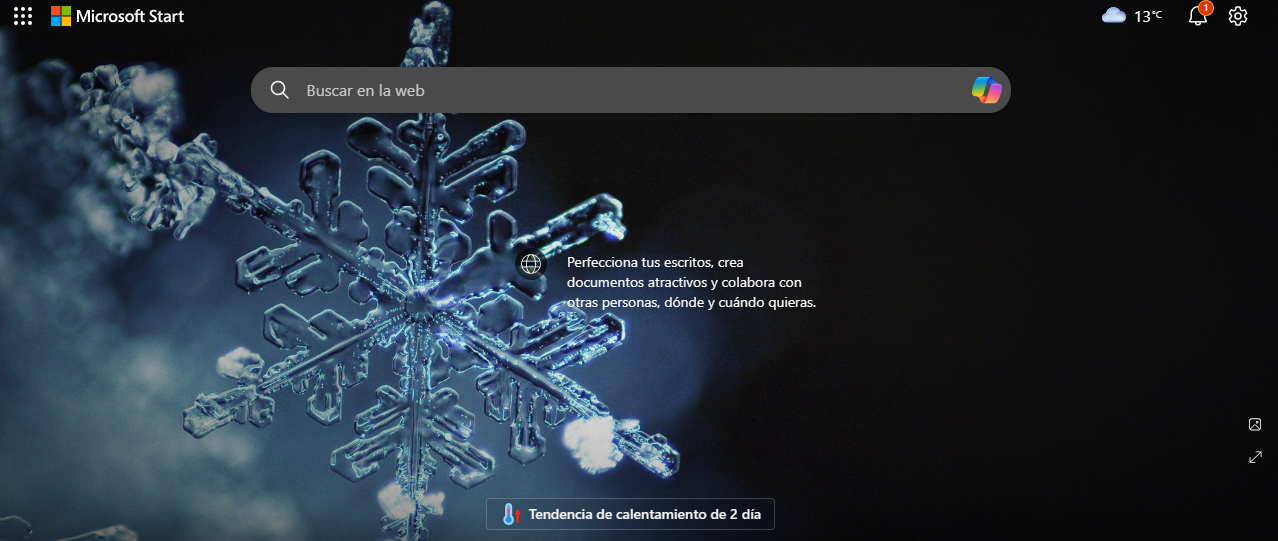 Microsoft Start
13°C
1
Buscar en la web
Perfecciona tus escritos, crea
documentos atractivos y colabora con
otras personas, dónde y cuándo quieras.
Tendencia de calentamiento de 2 día